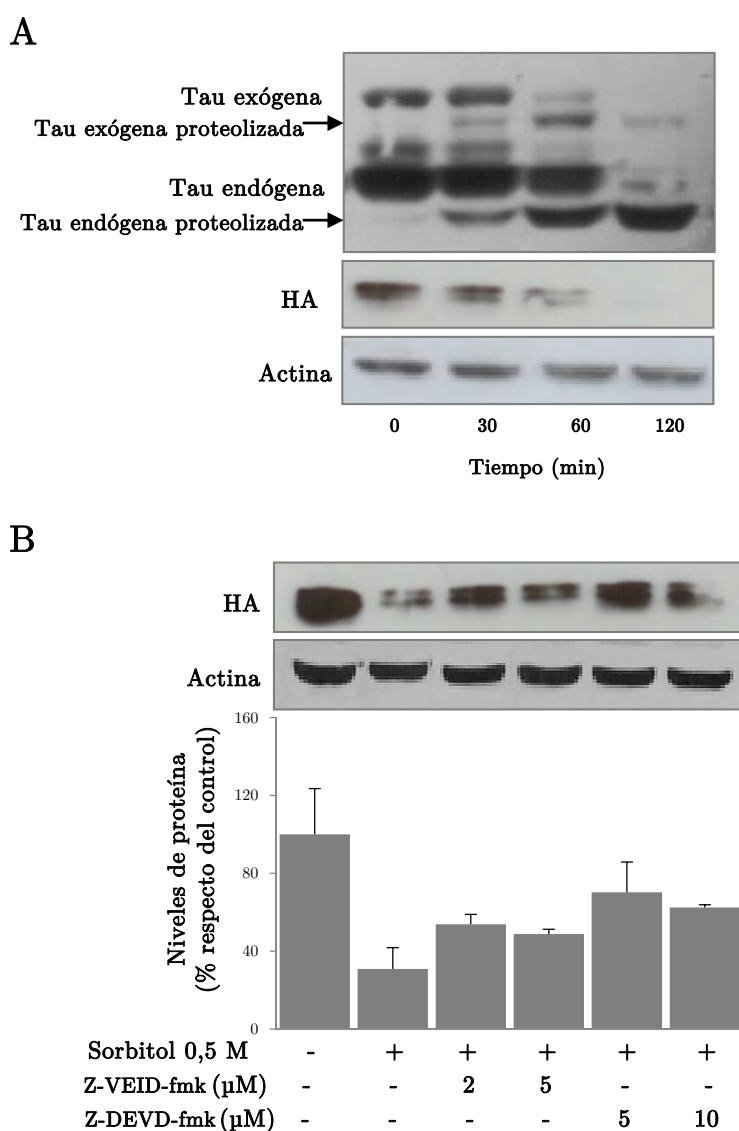 A
Tau exógena
Tau exógena proteolizada
Tau endógena
Tau endógena proteolizada
HA
Actina
0 30 60 120
Tiempo (min)
B
HA
Actina
Niveles de proteína
(% respecto del control)
160
120
80
40
0
Sorbitol 0,5 M - + + + + +
Z-VEID-fmk (µM) - - 2 5 - -
Z-DEVD-fmk (µM) - - - - 5 10